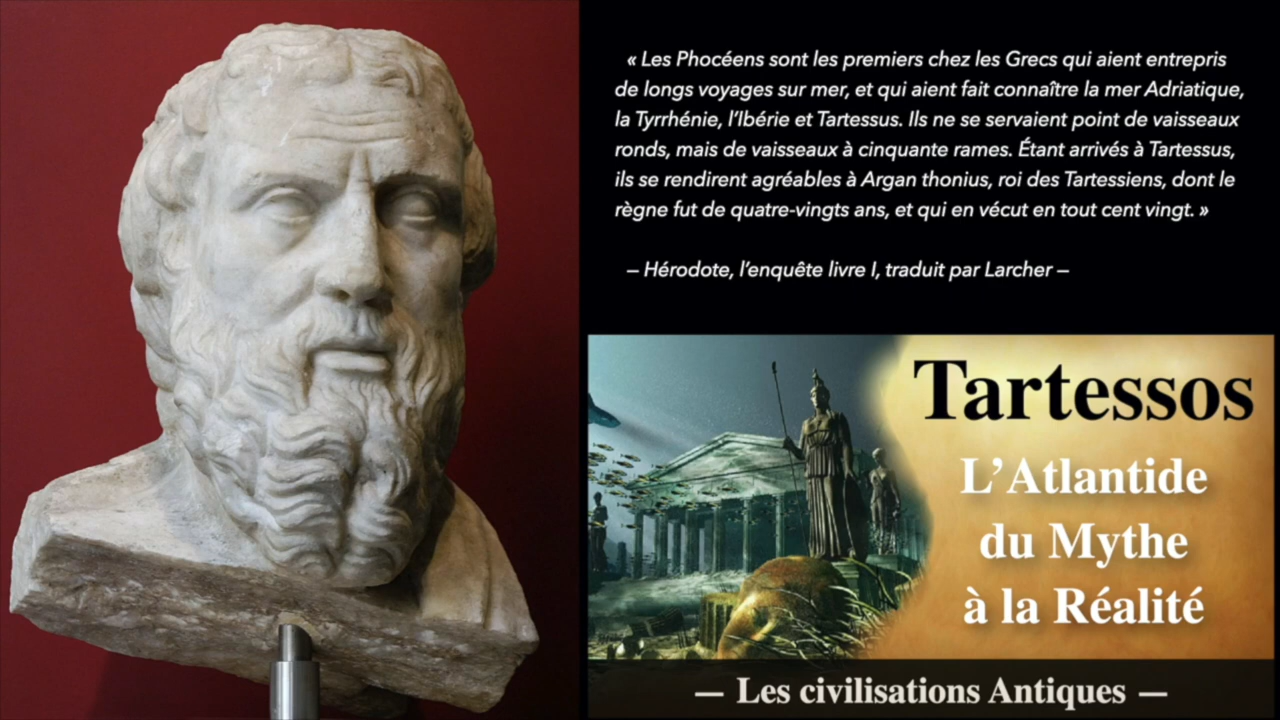 « Les Phocéens sont les premiers chez les Grecs qui aient entrepris
de longs voyages sur mer, et qui aient fait connaître la mer Adriatique,
la Tyrrhénie, l'Ibérie et Tartessus. Ils ne se servaient point de vaisseaux
ronds, mais de vaisseaux à cinquante rames. Étant arrivés à Tartessus,
ils se rendirent agréables à Argan thonius, roi des Tartessiens, dont le
règne fut de quatre-vingts ans, et qui en vécut en tout cent vingt. »
— Hérodote, l'enquête livre I, traduit par Larcher —
Tartessos
L'Atlantide
du Mythe
à la Réalité
— Les civilisations Antiques —